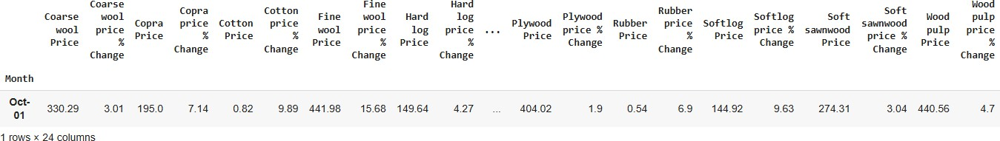 Coarse
wool
Price
Coarse
wool
price
%
Change
Copra
Price
Copra
price
%
Change
Cotton
Price
Cotton
price
%
Change
Fine
wool
Price
Fine
wool
price
%
Change
Hard
log
Price
Hard
log
price
%
Change
...
Plywood
Price
Plywood
price %
Change
Rubber
Price
Rubber
price
%
Change
Softlog
Price
Softlog
price %
Change
Soft
sawnwood
Price
Soft
sawnwood
price %
Change
Wood
pulp
Price
Wood
pulp
price
%
Change
Month
Oct-
01
330.29 3.01 195.0 7.14 0.82 9.89 441.98 15.68 149.64 4.27 ... 404.02 1.9 0.54 6.9 144.92 9.63 274.31 3.04 440.56 4.7
1 rows × 24 columns